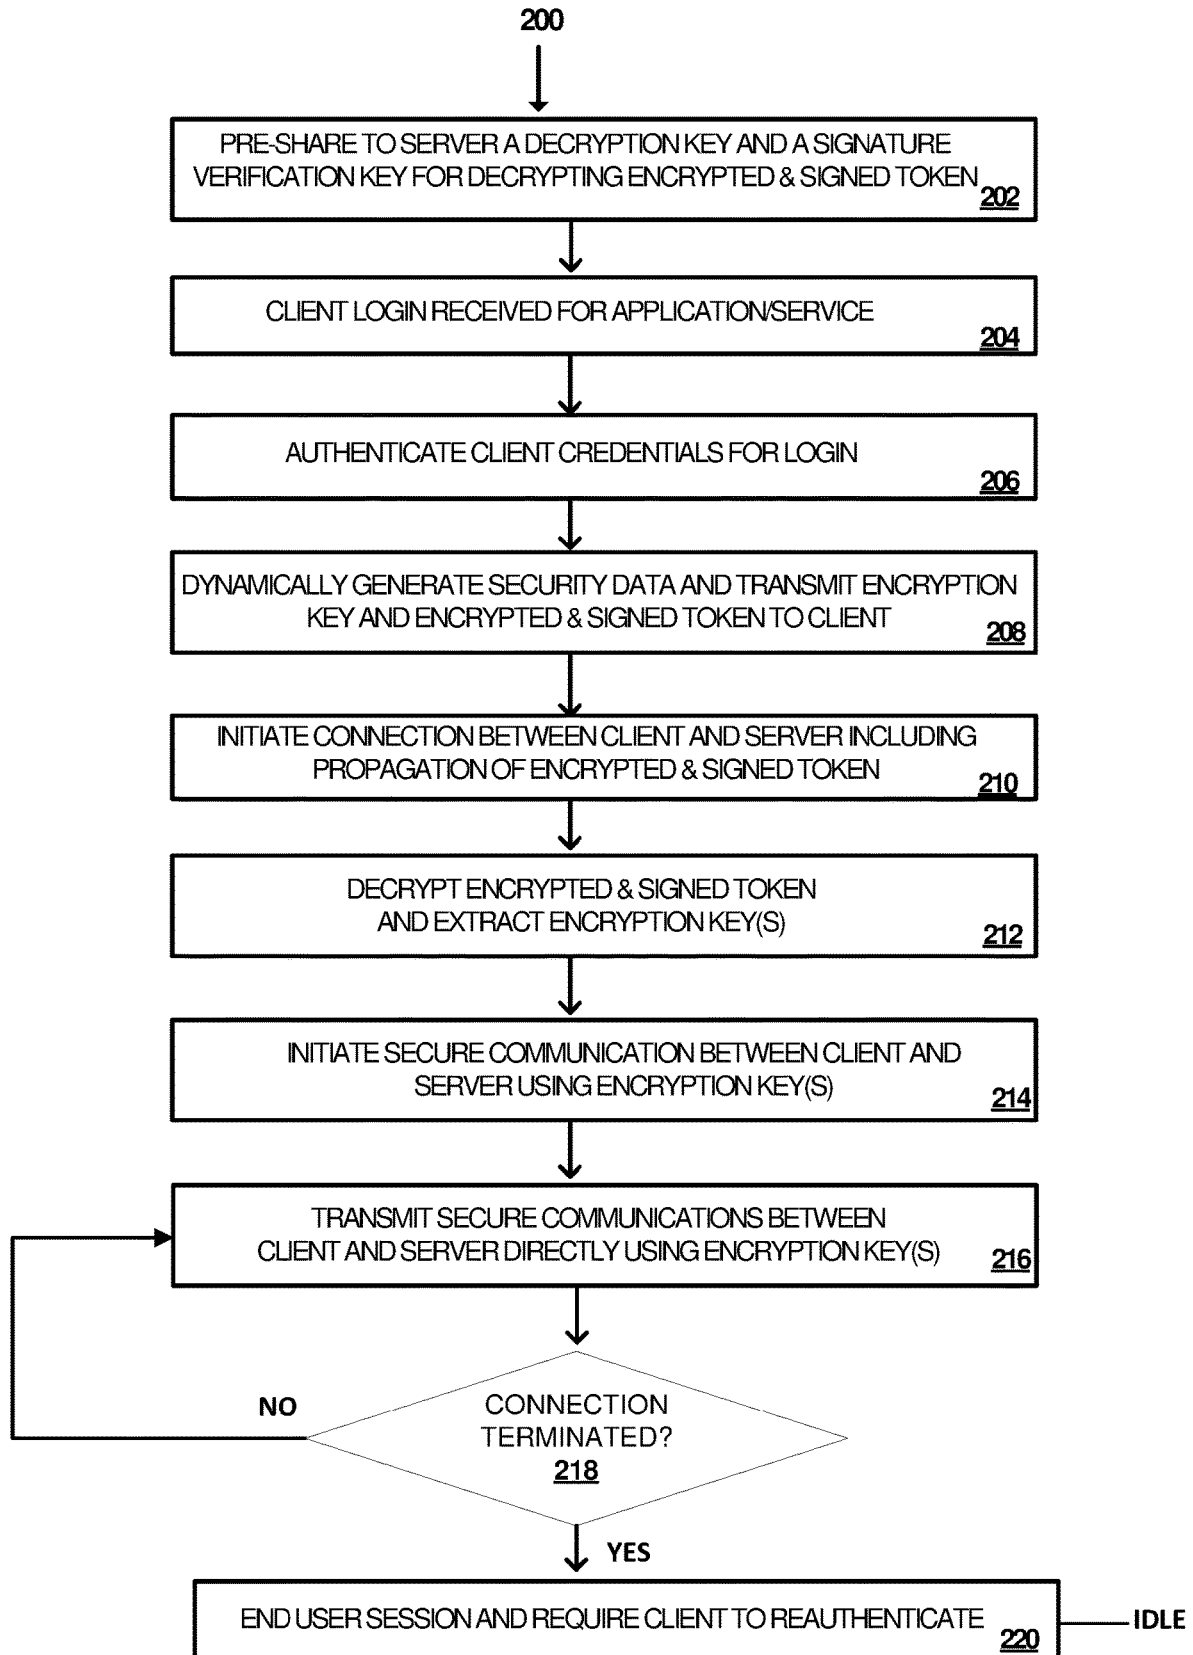 200
PRE-SHARE TO SERVER A DECRYPTION KEY AND A SIGNATURE
VERIFICATION KEY FOR DECRYPTING ENCRYPTED & SIGNED TOKEN
202
CLIENT LOGIN RECEIVED FOR APPLICATION/SERVICE
204
AUTHENTICATE CLIENT CREDENTIALS FOR LOGIN
206
DYNAMICALLY GENERATE SECURITY DATA AND TRANSMIT ENCRYPTION
KEY AND ENCRYPTED & SIGNED TOKEN TO CLIENT
208
INITIATE CONNECTION BETWEEN CLIENT AND SERVER INCLUDING
PROPAGATION OF ENCRYPTED & SIGNED TOKEN
210
DECRYPT ENCRYPTED & SIGNED TOKEN
AND EXTRACT ENCRYPTION KEY(S)
212
INITIATE SECURE COMMUNICATION BETWEEN CLIENT AND
SERVER USING ENCRYPTION KEY(S)
214
TRANSMIT SECURE COMMUNICATIONS BETWEEN
CLIENT AND SERVER DIRECTLY USING ENCRYPTION KEY(S)
216
NO
CONNECTION
TERMINATED?
218
YES
END USER SESSION AND REQUIRE CLIENT TO REAUTHENTICATE
220
IDLE